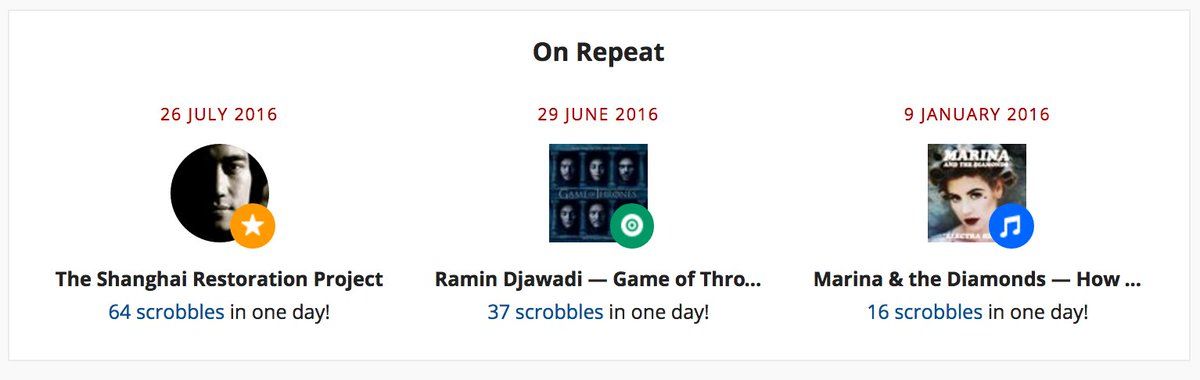 On Repeat
26 JULY 2016
29 JUNE 2016
9 JANUARY 2016
GAME OF THRONES
MARINA
AND THE DIAMONDS
The Shanghai Restoration Project
Ramin Djawadi — Game of Thro...
Marina & the Diamonds — How ...
64 scrobbles in one day!
37 scrobbles in one day!
16 scrobbles in one day!